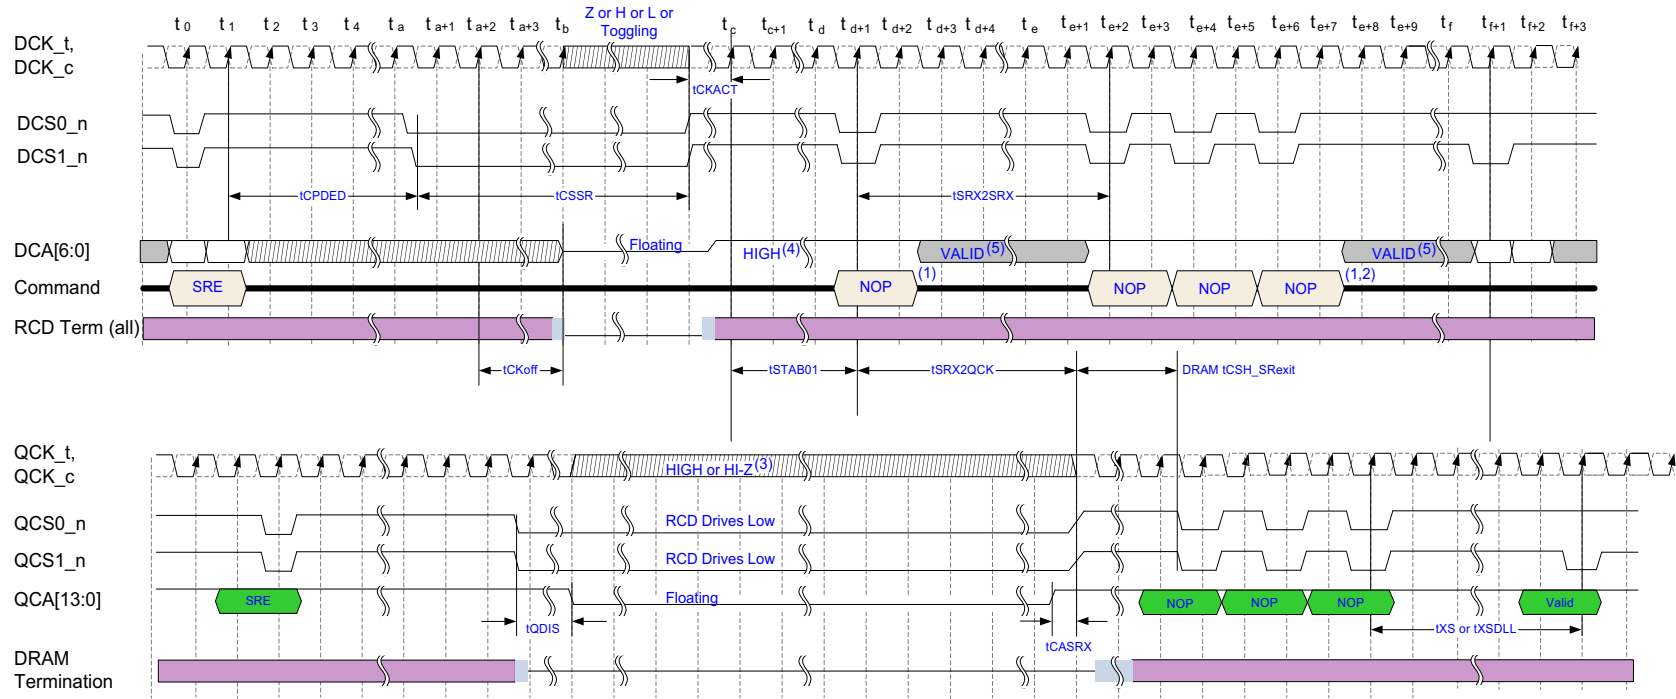 Z or H or L or
Toggling
t0 t1 t2 t3 t4 ta ta+1 ta+2 ta+3 tb tc tc+1 td td+1 td+2 td+3 td+4 te te+1 te+2 te+3 te+4 te+5 te+6 te+7 te+8 te+9 tf tf+1 tf+2 tf+3
DCK_t,
DCK_c
tCKACT
DCS0_n
DCS1_n
tCPDED tCSSR tSRX2SRX
DCA[6:0] Floating HIGH(4) VALID(5) VALID(5)
Command SRE NOP (1) NOP NOP NOP (1,2)
RCD Term (all)
tCKoff tSTAB01 tSRX2QCK DRAM tCSH_SRexit
QCK_t,
QCK_c
HIGH or HI-Z(3)
QCS0_n RCD Drives Low
QCS1_n RCD Drives Low
QCA[13:0] SRE Floating NOP NOP NOP Valid
tQDIS tCASRX tXS or tXSDLL
DRAM
Termination